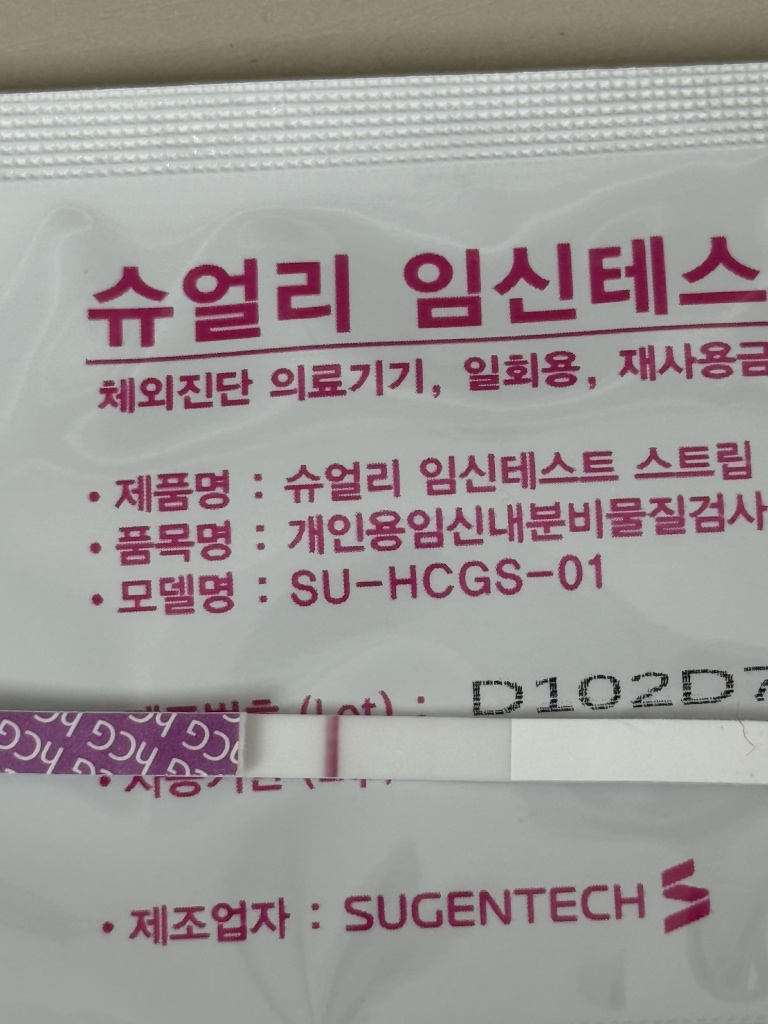 슈얼리 임신테스
체외진단 의료기기, 일회용, 재사용금
• 제품명 : 슈얼리 임신테스트 스트립
• 품목명 : 개인용임신내분비물질검사
• 모델명 : SU-HCGS-01
(Lot) : D102D7
hCG hCG hCG
• 제조업자 : SUGENTECH